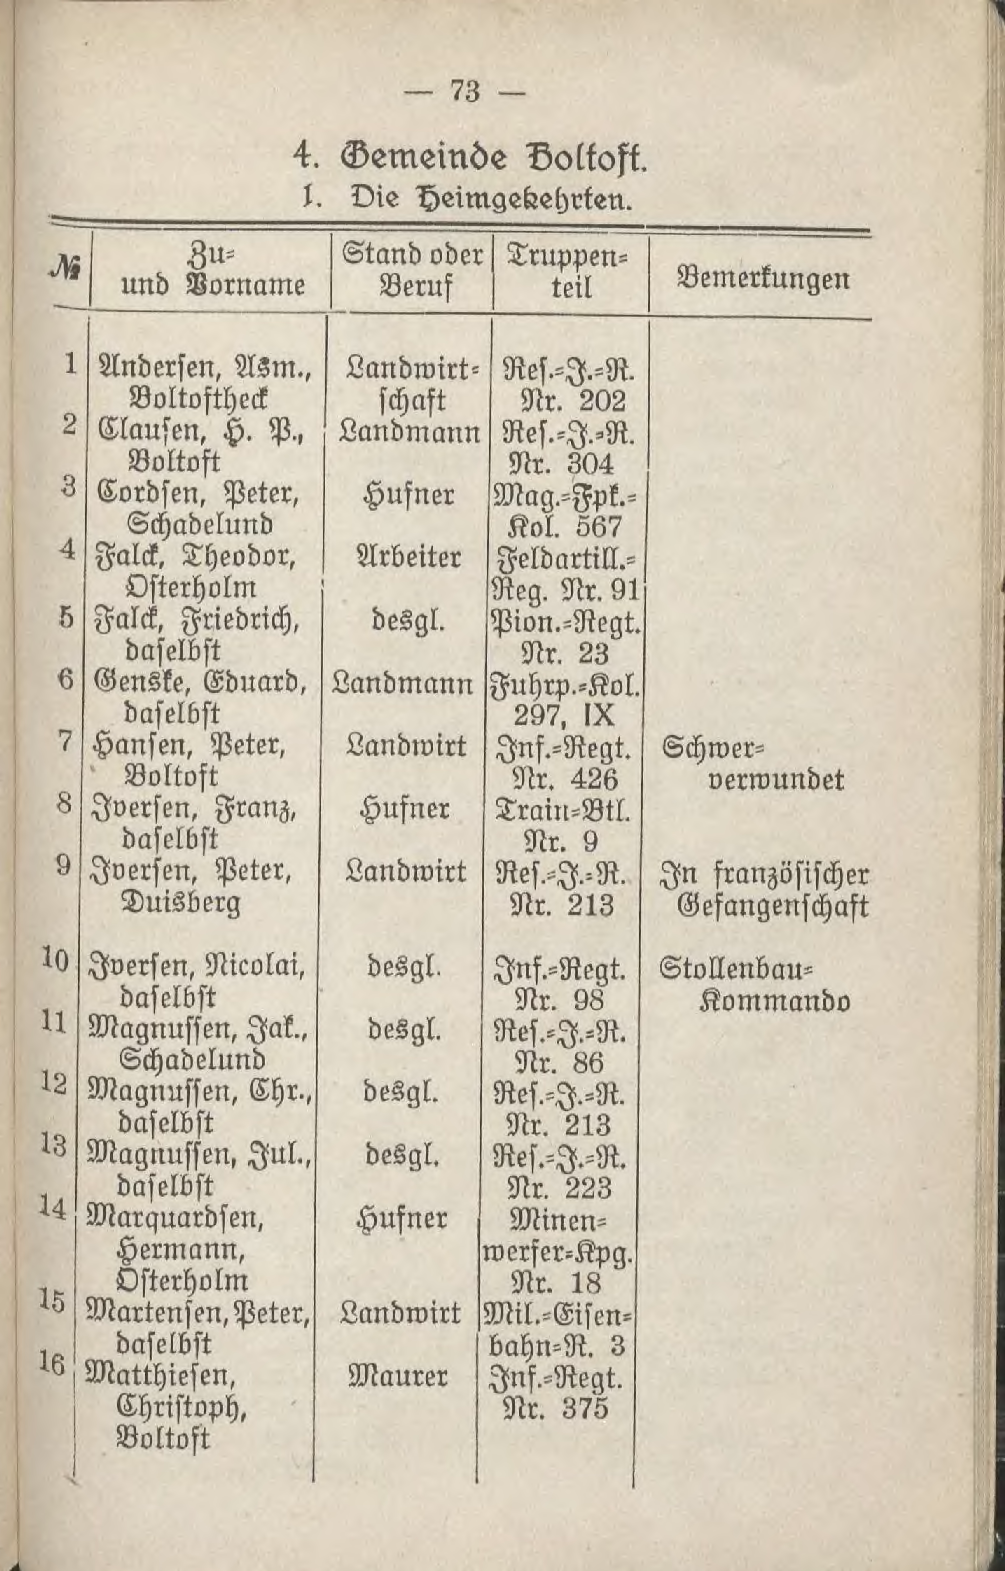 — 73 —
4. Gemeinde Boltoft.
1. Die Heimgekehrten.
№ Zu= und Vorname Stand oder Beruf Truppen= teil Bemerkungen
1 Andersen, Asm., Landwirt= Res.=J.=R.
Boltoftheck schaft Nr. 202
2 Clausen, H. P., Landmann Res.=J.=R.
Boltoft Nr. 304
3 Cordsen, Peter, Hufner Mag.=Fpk.=
Schadelund Kol. 567
4 Falck, Theodor, Arbeiter Feldartill.=
Osterholm Reg. Nr. 91
5 Falck, Friedrich, desgl. Pion.=Regt.
daselbst Nr. 23
6 Genske, Eduard, Landmann Fuhrp.=Kol.
daselbst 297, IX
7 Hansen, Peter, Landwirt Inf.=Regt. Schwer=
Boltoft Nr. 426 verwundet
8 Iversen, Franz, Hufner Train=Btl.
daselbst Nr. 9
9 Iversen, Peter, Landwirt Res.=J.=R. In französischer
Duisberg Nr. 213 Gefangenschaft
10 Iversen, Nicolai, desgl. Inf.=Regt. Stollenbau=
daselbst Nr. 98 Kommando
11 Magnussen, Jak., desgl. Res.=J.=R.
Schadelund Nr. 86
12 Magnussen, Chr., desgl. Res.=J.=R.
daselbst Nr. 213
13 Magnussen, Jul., desgl. Res.=J.=R.
daselbst Nr. 223
14 Marquardsen, Hufner Minen=
Hermann, werfer=Kpg.
Osterholm Nr. 18
15 Martensen, Peter, Landwirt Mil.=Eisen=
daselbst bahn=R. 3
16 Matthiesen, Maurer Inf.=Regt.
Christoph, Nr. 375
Boltoft